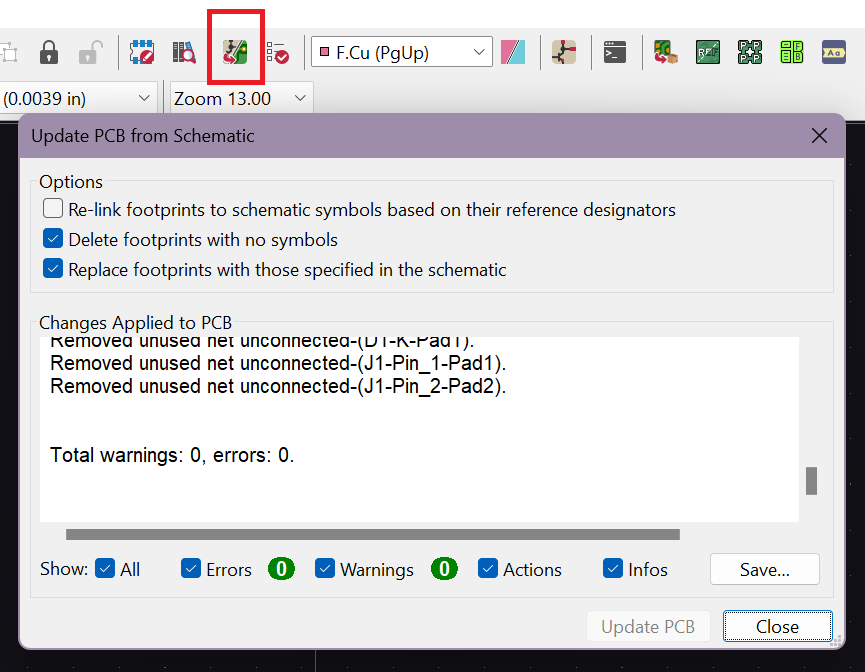 F.Cu (PgUp)
REF
Aa
(0.0039 in)
Zoom 13.00
Update PCB from Schematic
Options
Re-link footprints to schematic symbols based on their reference designators
Delete footprints with no symbols
Replace footprints with those specified in the schematic
Changes Applied to PCB
Removed unused net unconnected-(D1-K-Pad1).
Removed unused net unconnected-(J1-Pin_1-Pad1).
Removed unused net unconnected-(J1-Pin_2-Pad2).
Total warnings: 0, errors: 0.
Show: All Errors 0 Warnings 0 Actions Infos Save...
Update PCB Close